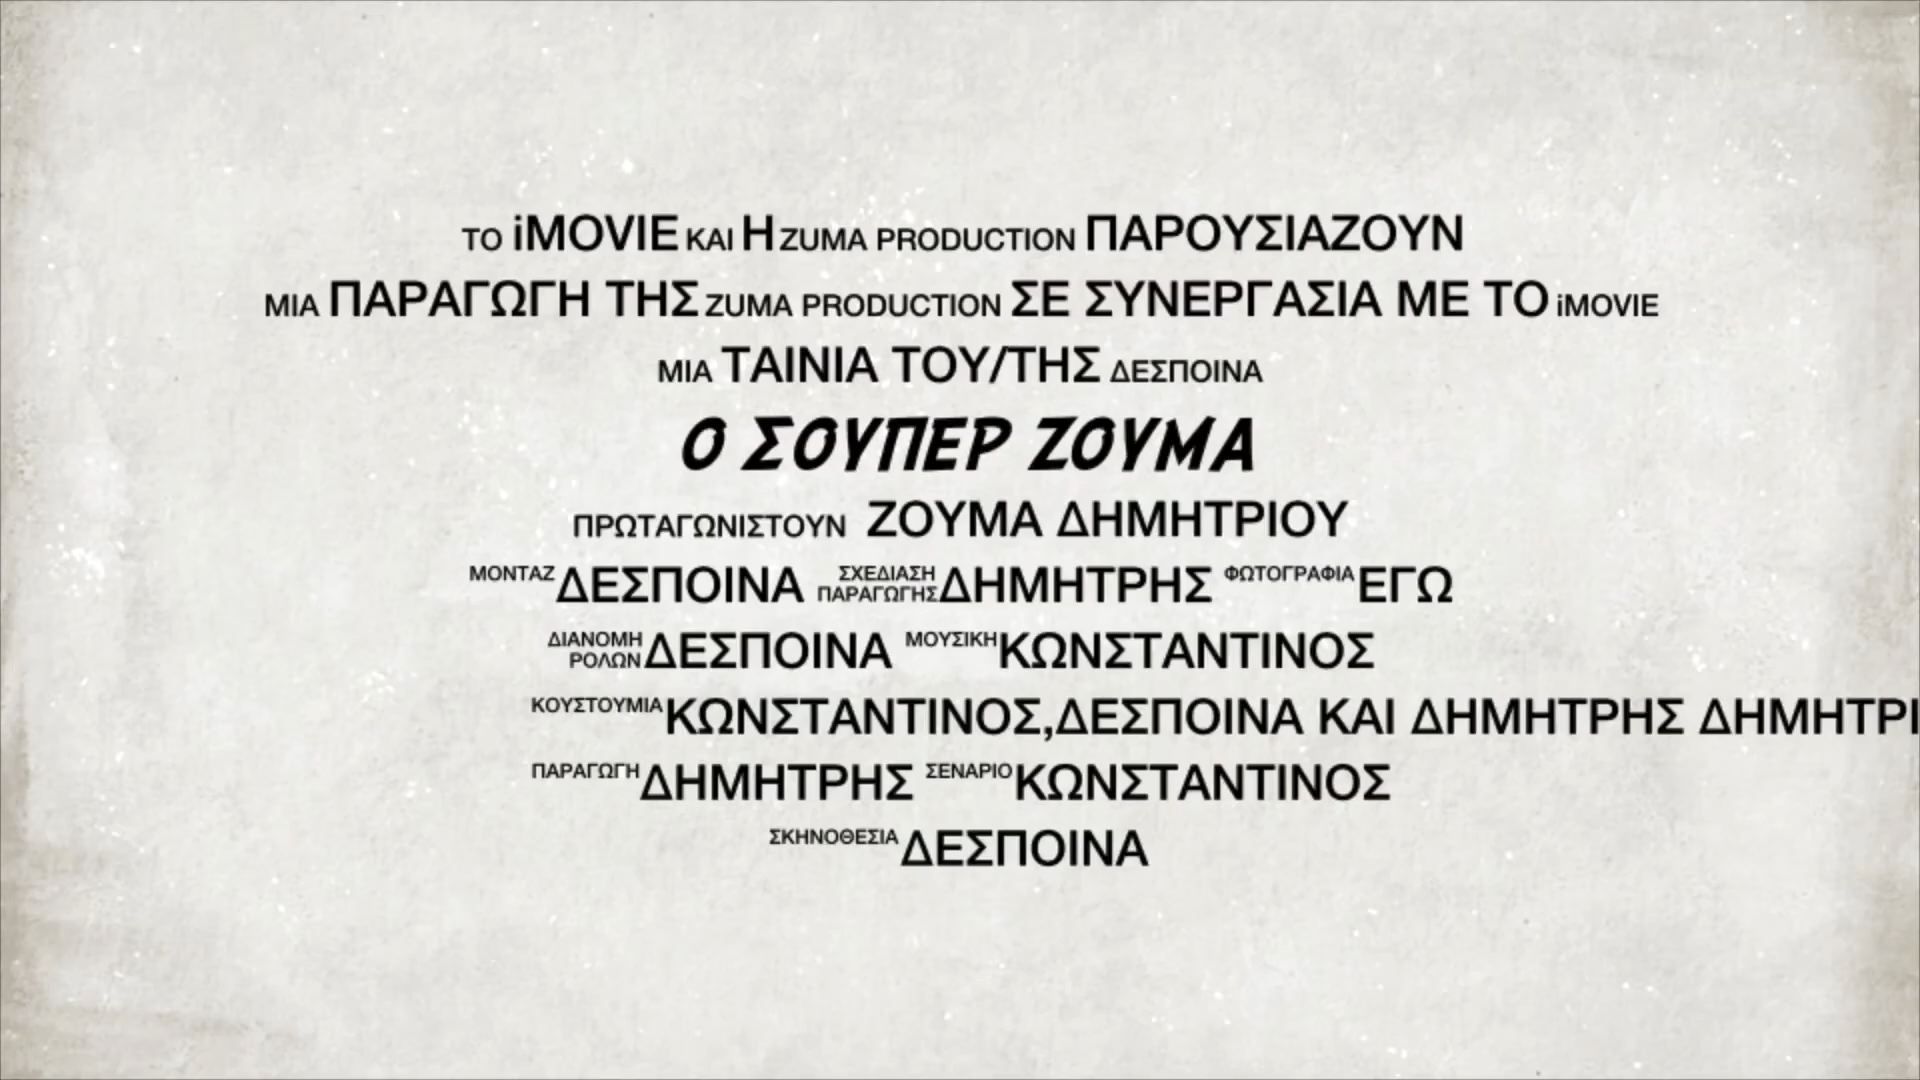 ΤΟ iMOVIE ΚΑΙ Η ZUMA PRODUCTION ΠΑΡΟΥΣΙΑΖΟΥΝ
ΜΙΑ ΠΑΡΑΓΩΓΗ ΤΗΣ ZUMA PRODUCTION ΣΕ ΣΥΝΕΡΓΑΣΙΑ ΜΕ ΤΟ iMOVIE
ΜΙΑ ΤΑΙΝΙΑ ΤΟΥ/ΤΗΣ ΔΕΣΠΟΙΝΑ
Ο ΣΟΥΠΕΡ ΖΟΥΜΑ
ΠΡΩΤΑΓΩΝΙΣΤΟΥΝ ΖΟΥΜΑ ΔΗΜΗΤΡΙΟΥ
ΜΟΝΤΑΖ ΔΕΣΠΟΙΝΑ ΣΧΕΔΙΑΣΗ ΠΑΡΑΓΩΓΗΣ ΔΗΜΗΤΡΗΣ ΦΩΤΟΓΡΑΦΙΑ ΕΓΩ
ΔΙΑΝΟΜΗ ΡΟΛΩΝ ΔΕΣΠΟΙΝΑ ΜΟΥΣΙΚΗ ΚΩΝΣΤΑΝΤΙΝΟΣ
ΚΟΥΣΤΟΥΜΙΑ ΚΩΝΣΤΑΝΤΙΝΟΣ,ΔΕΣΠΟΙΝΑ ΚΑΙ ΔΗΜΗΤΡΗΣ ΔΗΜΗΤΡΙ
ΠΑΡΑΓΩΓΗ ΔΗΜΗΤΡΗΣ ΣΕΝΑΡΙΟ ΚΩΝΣΤΑΝΤΙΝΟΣ
ΣΚΗΝΟΘΕΣΙΑ ΔΕΣΠΟΙΝΑ